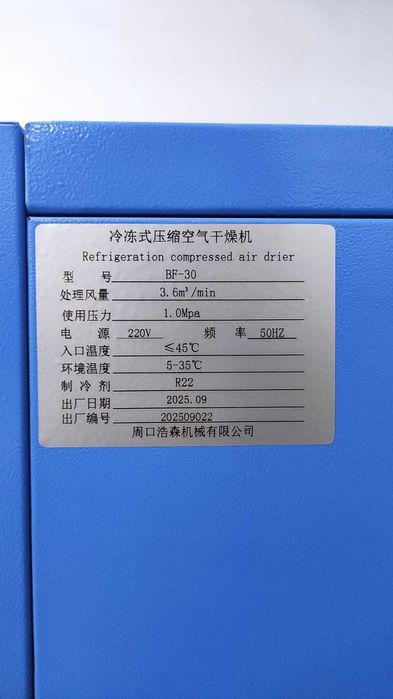 冷冻式压缩空气干燥机
Refrigeration compressed air drier
型 号 BF-30
处理风量 3.6m³/min
使用压力 1.0Mpa
电 源 220V 频 率 50HZ
入口温度 ≤45℃
环境温度 5-35℃
制 冷 剂 R22
出厂日期 2025.09
出厂编号 202509022
周口浩森机械有限公司